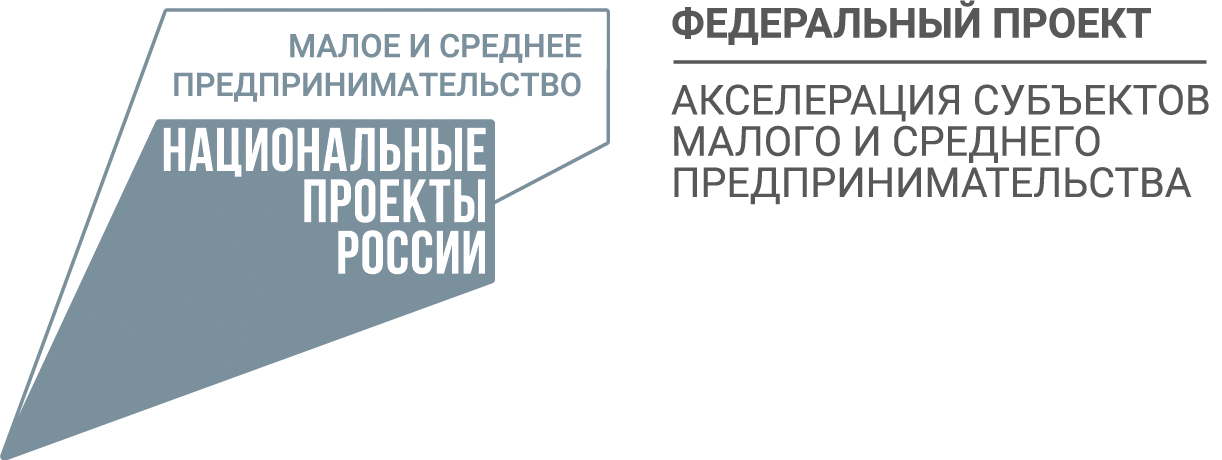 МАЛОЕ И СРЕДНЕЕ
ПРЕДПРИНИМАТЕЛЬСТВО
НАЦИОНАЛЬНЫЕ
ПРОЕКТЫ
РОССИИ
ФЕДЕРАЛЬНЫЙ ПРОЕКТ
АКСЕЛЕРАЦИЯ СУБЪЕКТОВ
МАЛОГО И СРЕДНЕГО
ПРЕДПРИНИМАТЕЛЬСТВА